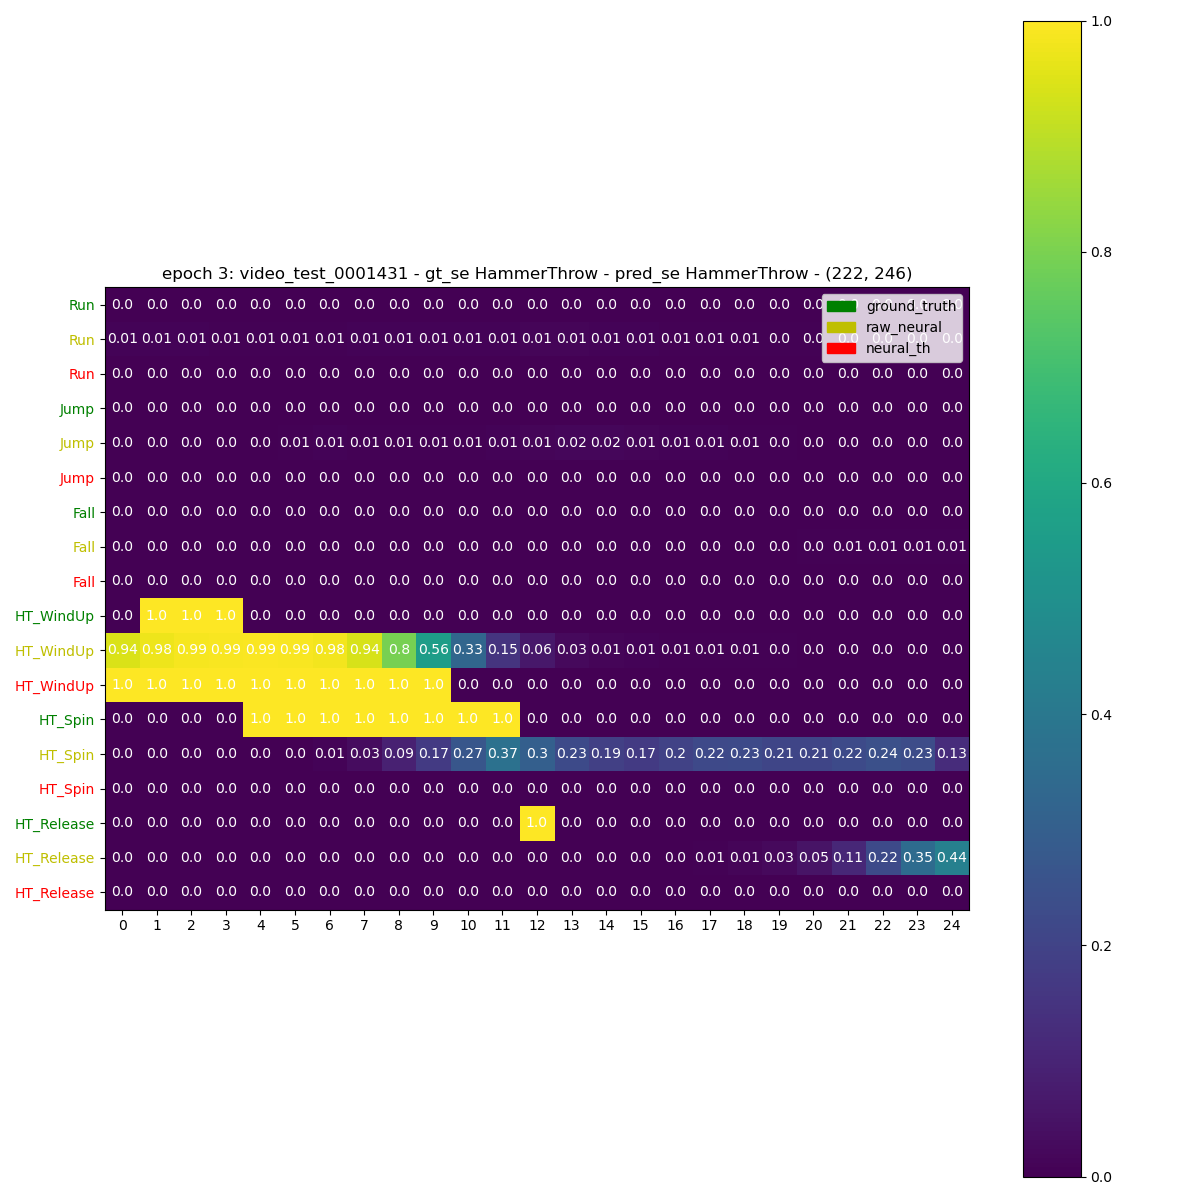 epoch 3: video_test_0001431 - gt_se HammerThrow - pred_se HammerThrow - (222, 246)
ground_truth
raw_neural
neural_th
Run 0.0 0.0 0.0 0.0 0.0 0.0 0.0 0.0 0.0 0.0 0.0 0.0 0.0 0.0 0.0 0.0 0.0 0.0 0.0 0.0 0.0 0.0
Run 0.01 0.01 0.01 0.01 0.01 0.01 0.01 0.01 0.01 0.01 0.01 0.01 0.01 0.01 0.01 0.01 0.01 0.01 0.01 0.0 0.0 0.0 0.0 0.0 0.0
Run 0.0 0.0 0.0 0.0 0.0 0.0 0.0 0.0 0.0 0.0 0.0 0.0 0.0 0.0 0.0 0.0 0.0 0.0 0.0 0.0 0.0 0.0 0.0 0.0 0.0
Jump 0.0 0.0 0.0 0.0 0.0 0.0 0.0 0.0 0.0 0.0 0.0 0.0 0.0 0.0 0.0 0.0 0.0 0.0 0.0 0.0 0.0 0.0 0.0 0.0 0.0
Jump 0.0 0.0 0.0 0.0 0.0 0.01 0.01 0.01 0.01 0.01 0.01 0.01 0.01 0.02 0.02 0.01 0.01 0.01 0.01 0.0 0.0 0.0 0.0 0.0 0.0
Jump 0.0 0.0 0.0 0.0 0.0 0.0 0.0 0.0 0.0 0.0 0.0 0.0 0.0 0.0 0.0 0.0 0.0 0.0 0.0 0.0 0.0 0.0 0.0 0.0 0.0
Fall 0.0 0.0 0.0 0.0 0.0 0.0 0.0 0.0 0.0 0.0 0.0 0.0 0.0 0.0 0.0 0.0 0.0 0.0 0.0 0.0 0.0 0.0 0.0 0.0 0.0
Fall 0.0 0.0 0.0 0.0 0.0 0.0 0.0 0.0 0.0 0.0 0.0 0.0 0.0 0.0 0.0 0.0 0.0 0.0 0.0 0.0 0.0 0.01 0.01 0.01 0.01
Fall 0.0 0.0 0.0 0.0 0.0 0.0 0.0 0.0 0.0 0.0 0.0 0.0 0.0 0.0 0.0 0.0 0.0 0.0 0.0 0.0 0.0 0.0 0.0 0.0 0.0
HT_WindUp 0.0 1.0 1.0 1.0 0.0 0.0 0.0 0.0 0.0 0.0 0.0 0.0 0.0 0.0 0.0 0.0 0.0 0.0 0.0 0.0 0.0 0.0 0.0 0.0 0.0
HT_WindUp 0.94 0.98 0.99 0.99 0.99 0.99 0.98 0.94 0.8 0.56 0.33 0.15 0.06 0.03 0.01 0.01 0.01 0.01 0.01 0.0 0.0 0.0 0.0 0.0 0.0
HT_WindUp 1.0 1.0 1.0 1.0 1.0 1.0 1.0 1.0 1.0 1.0 0.0 0.0 0.0 0.0 0.0 0.0 0.0 0.0 0.0 0.0 0.0 0.0 0.0 0.0 0.0
HT_Spin 0.0 0.0 0.0 0.0 1.0 1.0 1.0 1.0 1.0 1.0 1.0 1.0 0.0 0.0 0.0 0.0 0.0 0.0 0.0 0.0 0.0 0.0 0.0 0.0 0.0
HT_Spin 0.0 0.0 0.0 0.0 0.0 0.0 0.01 0.03 0.09 0.17 0.27 0.37 0.3 0.23 0.19 0.17 0.2 0.22 0.23 0.21 0.21 0.22 0.24 0.23 0.13
HT_Spin 0.0 0.0 0.0 0.0 0.0 0.0 0.0 0.0 0.0 0.0 0.0 0.0 0.0 0.0 0.0 0.0 0.0 0.0 0.0 0.0 0.0 0.0 0.0 0.0 0.0
HT_Release 0.0 0.0 0.0 0.0 0.0 0.0 0.0 0.0 0.0 0.0 0.0 0.0 1.0 0.0 0.0 0.0 0.0 0.0 0.0 0.0 0.0 0.0 0.0 0.0 0.0
HT_Release 0.0 0.0 0.0 0.0 0.0 0.0 0.0 0.0 0.0 0.0 0.0 0.0 0.0 0.0 0.0 0.0 0.0 0.01 0.01 0.03 0.05 0.11 0.22 0.35 0.44
HT_Release 0.0 0.0 0.0 0.0 0.0 0.0 0.0 0.0 0.0 0.0 0.0 0.0 0.0 0.0 0.0 0.0 0.0 0.0 0.0 0.0 0.0 0.0 0.0 0.0 0.0
0 1 2 3 4 5 6 7 8 9 10 11 12 13 14 15 16 17 18 19 20 21 22 23 24
1.0
0.8
0.6
0.4
0.2
0.0